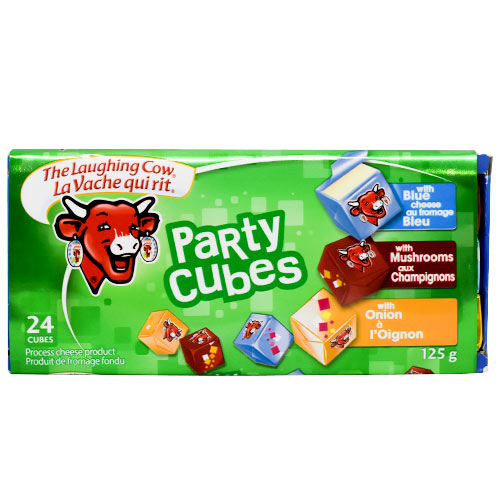 The Laughing Cow®
La Vache qui rit®
Party
Cubes
with
Blue
cheese
au fromage
Bleu
with
Mushrooms
aux
Champignons
with
Onion
à
l'Oignon
24
CUBES
Process cheese product
Produit de fromage fondu
125 g